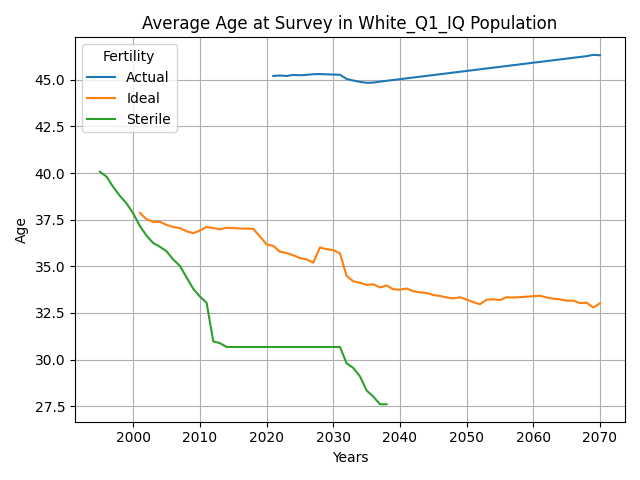 Average Age at Survey in White_Q1_IQ Population
Fertility
Actual
Ideal
Sterile
Age
45.0
42.5
40.0
37.5
35.0
32.5
30.0
27.5
2000 2010 2020 2030 2040 2050 2060 2070
Years